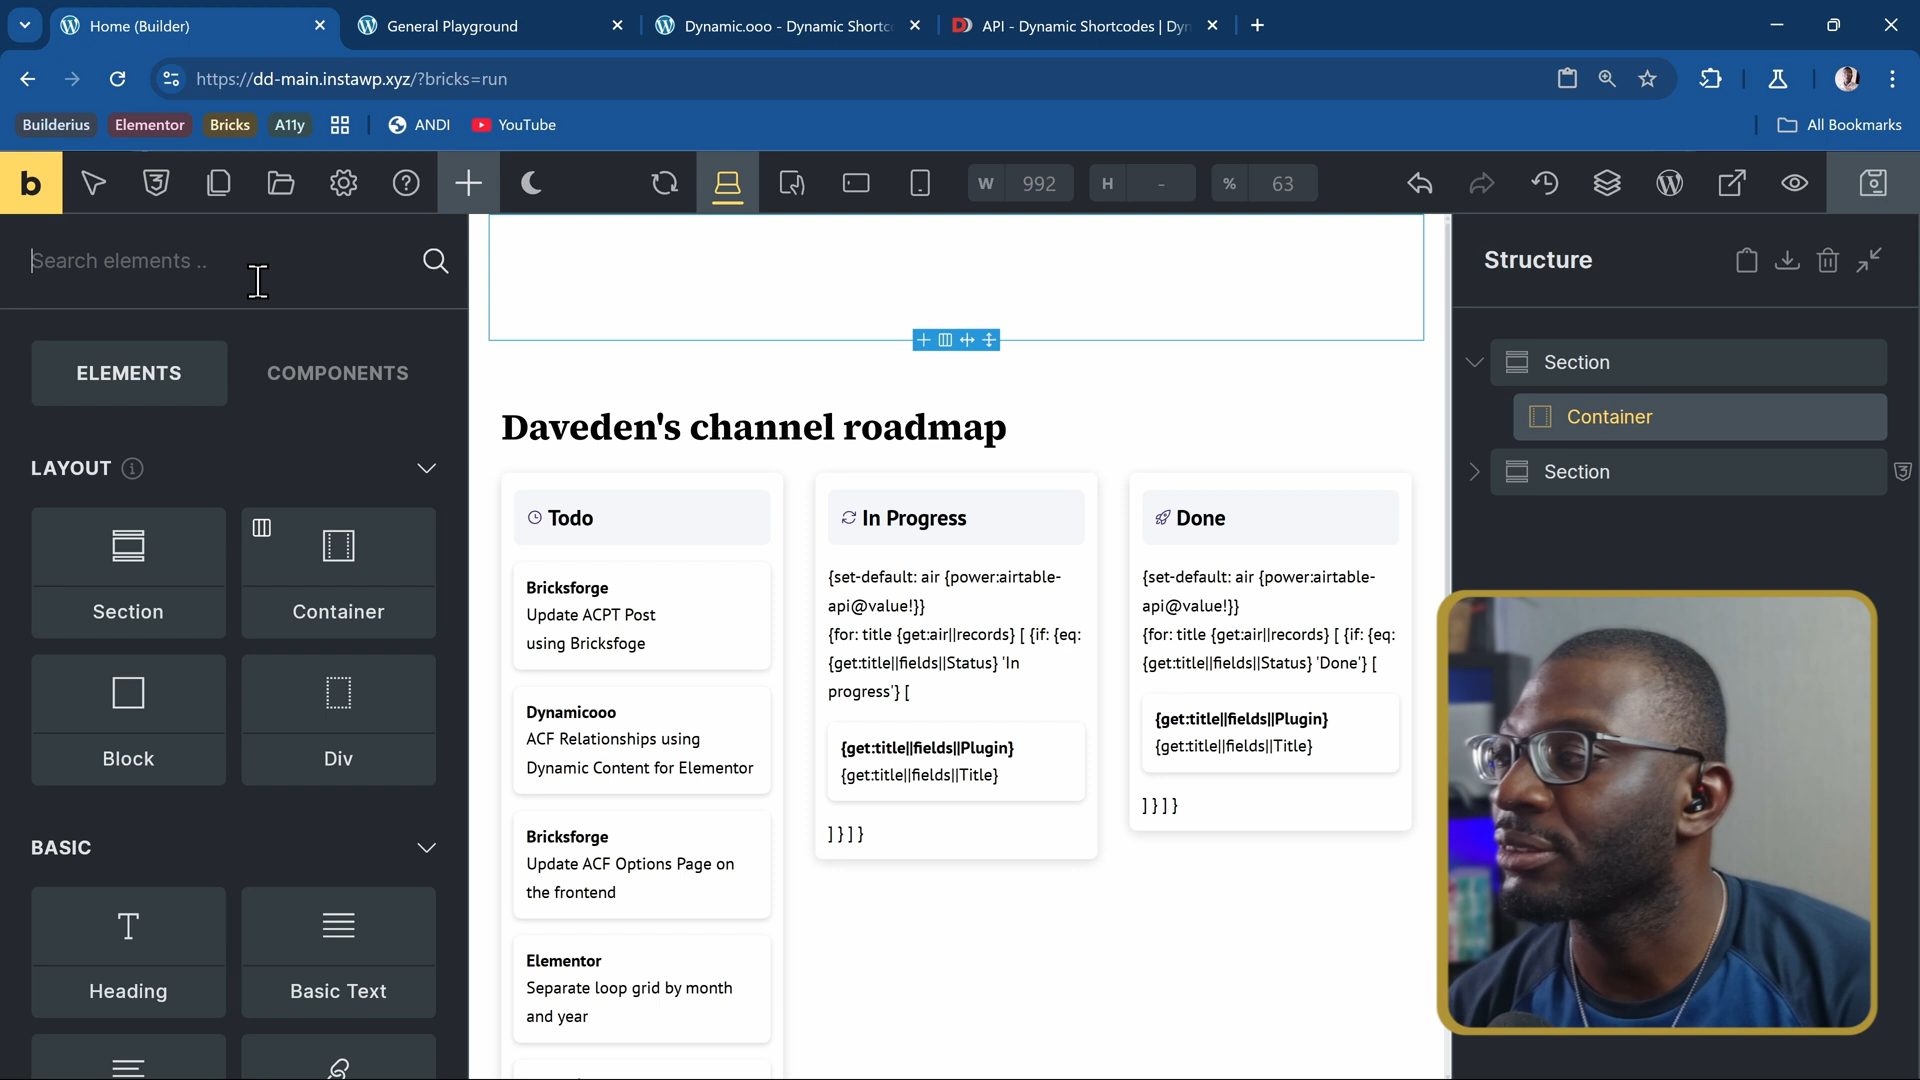 Home (Builder)
General Playground
Dynamic.ooo - Dynamic Shortc
API - Dynamic Shortcodes | Dyn
https://dd-main.instawp.xyz/?bricks=run
Builderius
Elementor
Bricks
A11y
ANDI
YouTube
All Bookmarks
b
W 992
H -
% 63
Search elements ..
ELEMENTS
COMPONENTS
LAYOUT
Section
Container
Block
Div
BASIC
Heading
Basic Text
Daveden's channel roadmap
Todo
Bricksforge
Update ACPT Post
using Bricksfoge
Dynamicooo
ACF Relationships using
Dynamic Content for Elementor
Bricksforge
Update ACF Options Page on
the frontend
Elementor
Separate loop grid by month
and year
In Progress
{set-default: air {power:airtable-
api@value!}}
{for: title {get:air||records} [ {if: {eq:
{get:title||fields||Status} 'In
progress'} [
{get:title||fields||Plugin}
{get:title||fields||Title}
] } ] }
Done
{set-default: air {power:airtable-
api@value!}}
{for: title {get:air||records} [ {if: {eq:
{get:title||fields||Status} 'Done'} [
{get:title||fields||Plugin}
{get:title||fields||Title}
] } ] }
Structure
Section
Container
Section